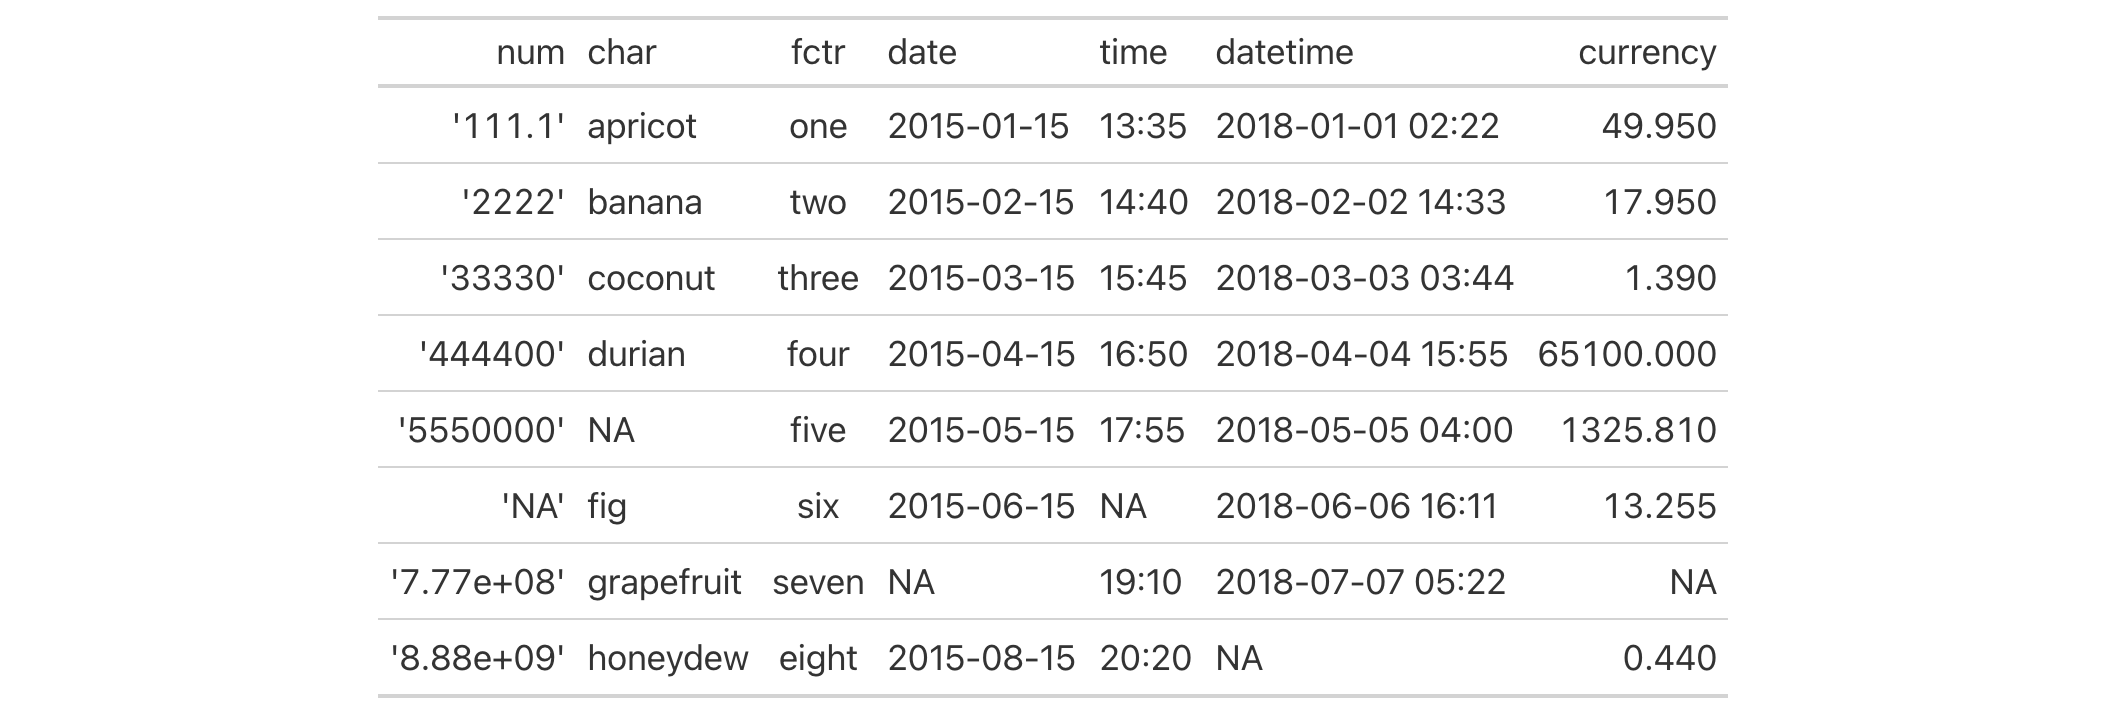 num char fctr date time datetime currency
'111.1' apricot one 2015-01-15 13:35 2018-01-01 02:22 49.950
'2222' banana two 2015-02-15 14:40 2018-02-02 14:33 17.950
'33330' coconut three 2015-03-15 15:45 2018-03-03 03:44 1.390
'444400' durian four 2015-04-15 16:50 2018-04-04 15:55 65100.000
'5550000' NA five 2015-05-15 17:55 2018-05-05 04:00 1325.810
'NA' fig six 2015-06-15 NA 2018-06-06 16:11 13.255
'7.77e+08' grapefruit seven NA 19:10 2018-07-07 05:22 NA
'8.88e+09' honeydew eight 2015-08-15 20:20 NA 0.440